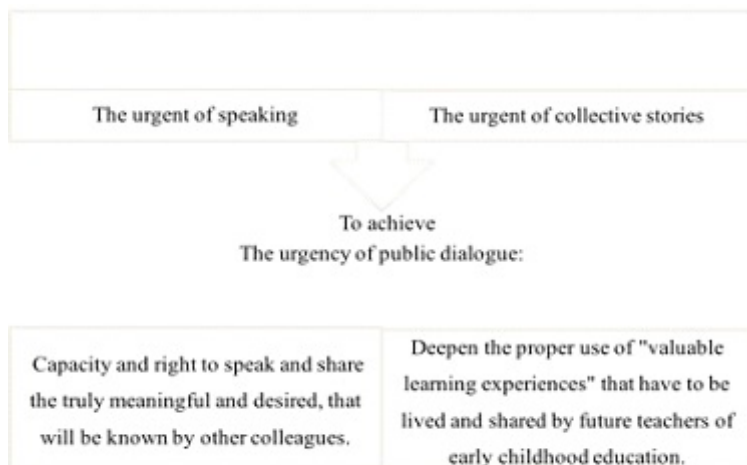 The urgent of speaking
The urgent of collective stories
To achieve
The urgency of public dialogue:
Capacity and right to speak and share
the truly meaningful and desired, that
will be known by other colleagues.
Deepen the proper use of "valuable
learning experiences" that have to be
lived and shared by future teachers of
early childhood education.